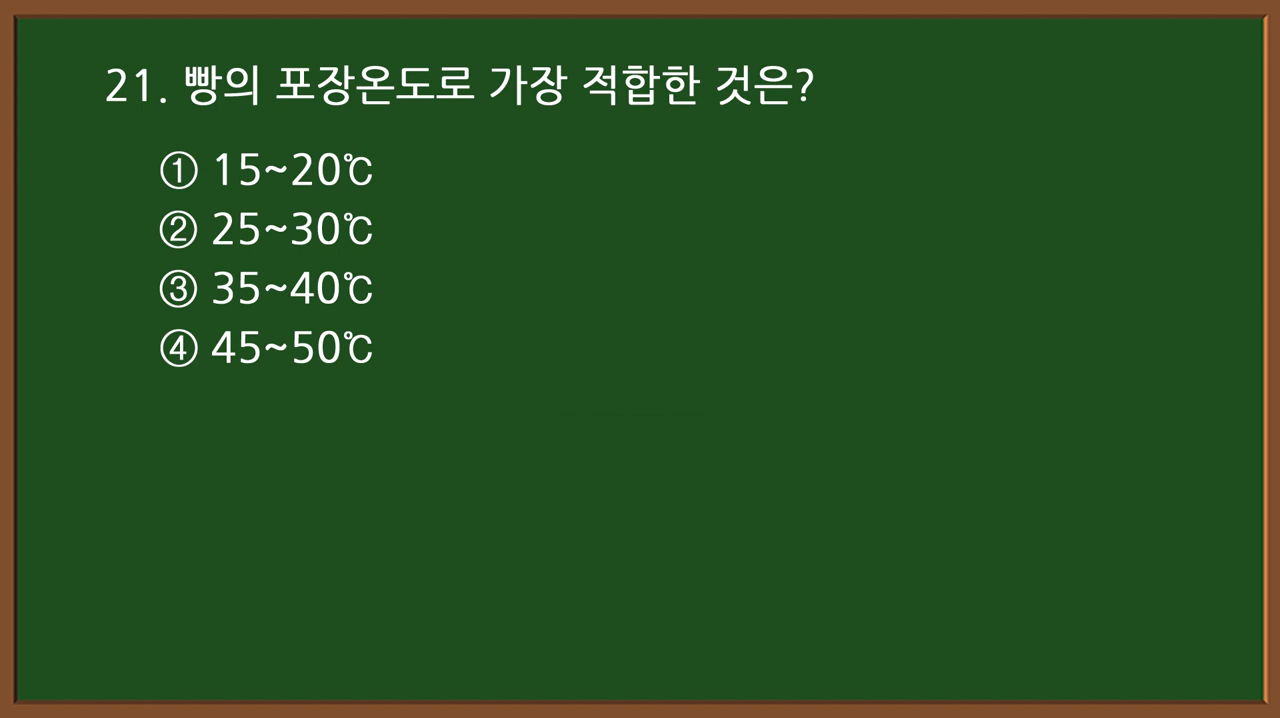 21. 빵의 포장온도로 가장 적합한 것은?
① 15~20℃
② 25~30℃
③ 35~40℃
④ 45~50℃